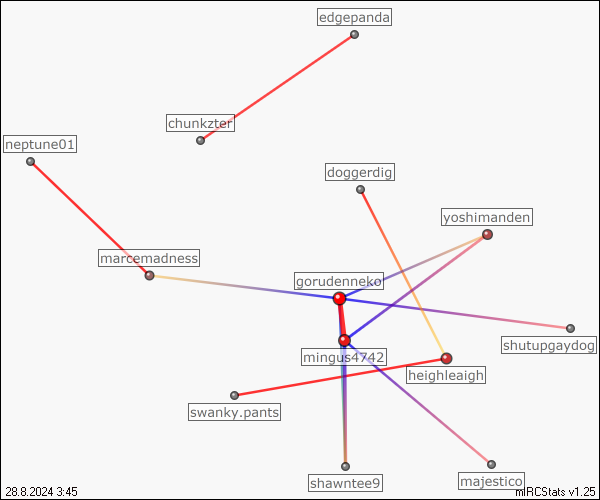 edgepanda
chunkzter
neptune01
doggerdig
yoshimanden
marcemadness
gorudenneko
shutupgaydog
mingus4742
heighleaigh
swanky.pants
shawntee9
majestico
28.8.2024 3:45
mIRCStats v1.25